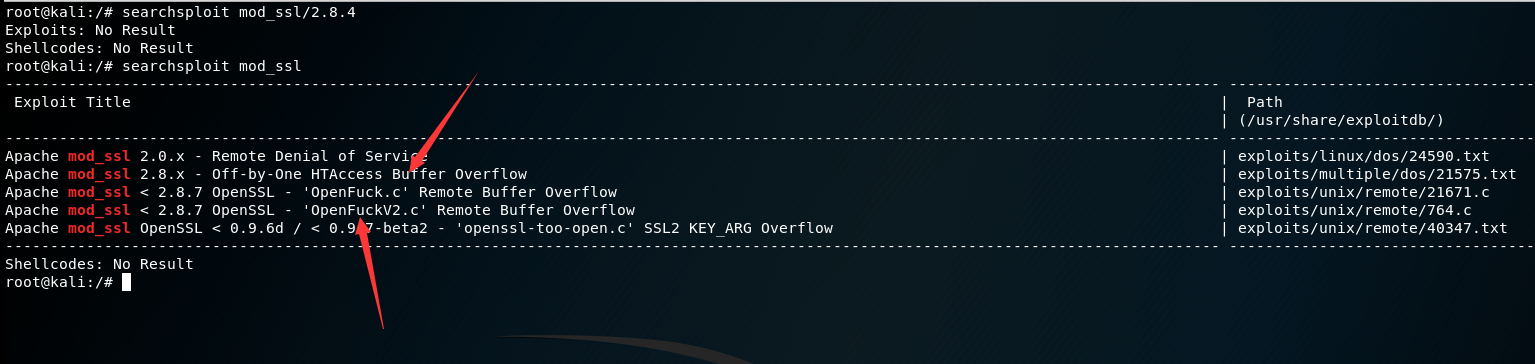 root@kali:/# searchsploit mod_ssl/2.8.4
Exploits: No Result
Shellcodes: No Result
root@kali:/# searchsploit mod_ssl
Exploit Title | Path
| (/usr/share/exploitdb/)
Apache mod_ssl 2.0.x - Remote Denial of Service | exploits/linux/dos/24590.txt
Apache mod_ssl 2.8.x - Off-by-One HTAccess Buffer Overflow | exploits/multiple/dos/21575.txt
Apache mod_ssl < 2.8.7 OpenSSL - 'OpenFuck.c' Remote Buffer Overflow | exploits/unix/remote/21671.c
Apache mod_ssl < 2.8.7 OpenSSL - 'OpenFuckV2.c' Remote Buffer Overflow | exploits/unix/remote/764.c
Apache mod_ssl OpenSSL < 0.9.6d / < 0.9.7-beta2 - 'openssl-too-open.c' SSL2 KEY_ARG Overflow | exploits/unix/remote/40347.txt
Shellcodes: No Result
root@kali:/#